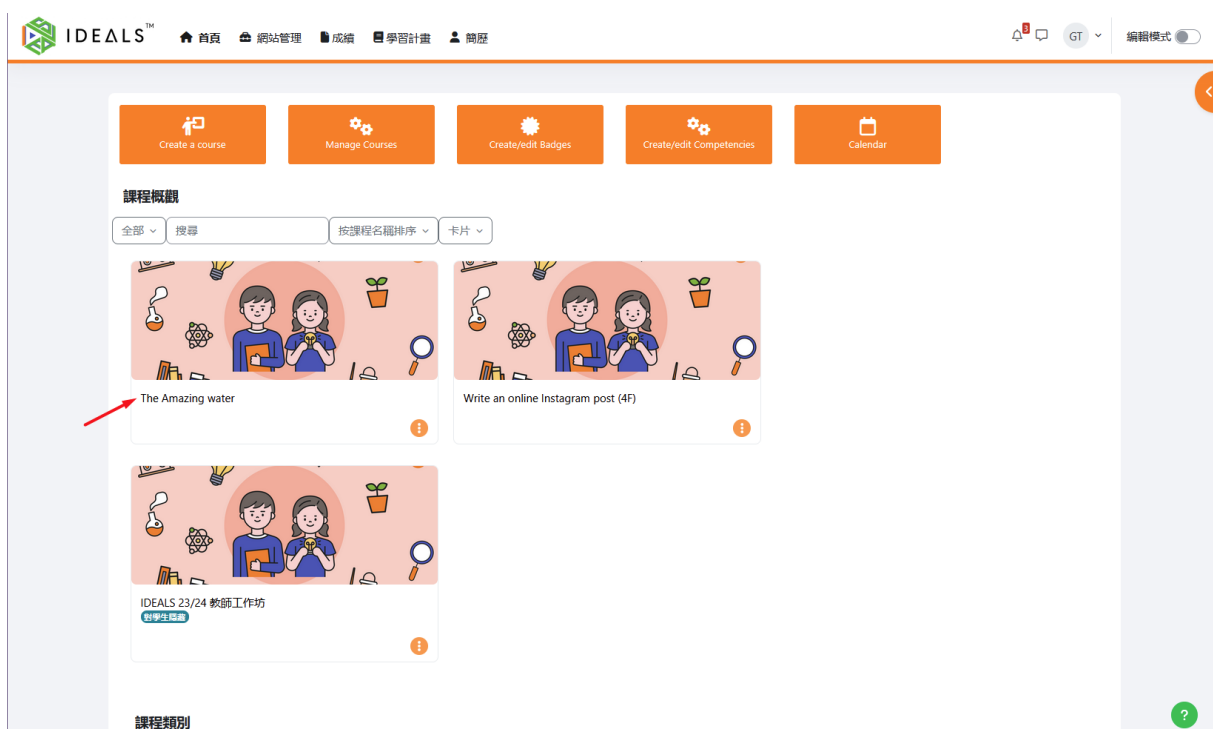 IDEALS™ 首頁 網站管理 成績 學習計畫 簡歷 3 GT 編輯模式
Create a course Manage Courses Create/edit Badges Create/edit Competencies Calendar
課程概觀
全部 搜尋 按課程名稱排序 卡片
The Amazing water Write an online Instagram post (4F)
IDEALS 23/24 教師工作坊
對學生隱藏
課程類別
?